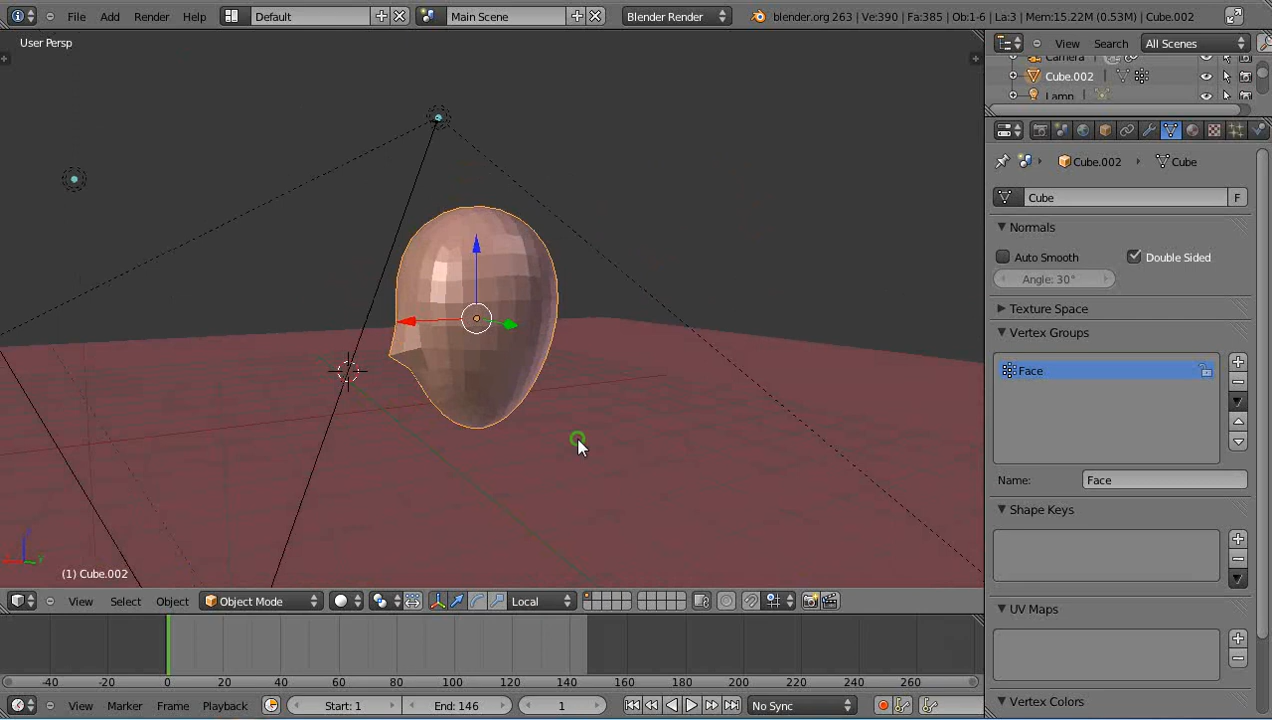 File Add Render Help Default Main Scene Blender Render blender.org 263 | Ve:390 | Fa:385 | Ob:1-6 | La:3 | Mem:15.22M (0.53M) | Cube.002
User Persp
View Search All Scenes
Camera
Cube.002
Lamp
Cube.002 Cube
Cube F
Normals
Auto Smooth Double Sided
Angle: 30°
Texture Space
Vertex Groups
Face
Name: Face
Shape Keys
(1) Cube.002
View Select Object Object Mode Local
UV Maps
-40 -20 0 20 40 60 80 100 120 140 160 180 200 220 240 260
Vertex Colors
View Marker Frame Playback Start: 1 End: 146 1 No Sync